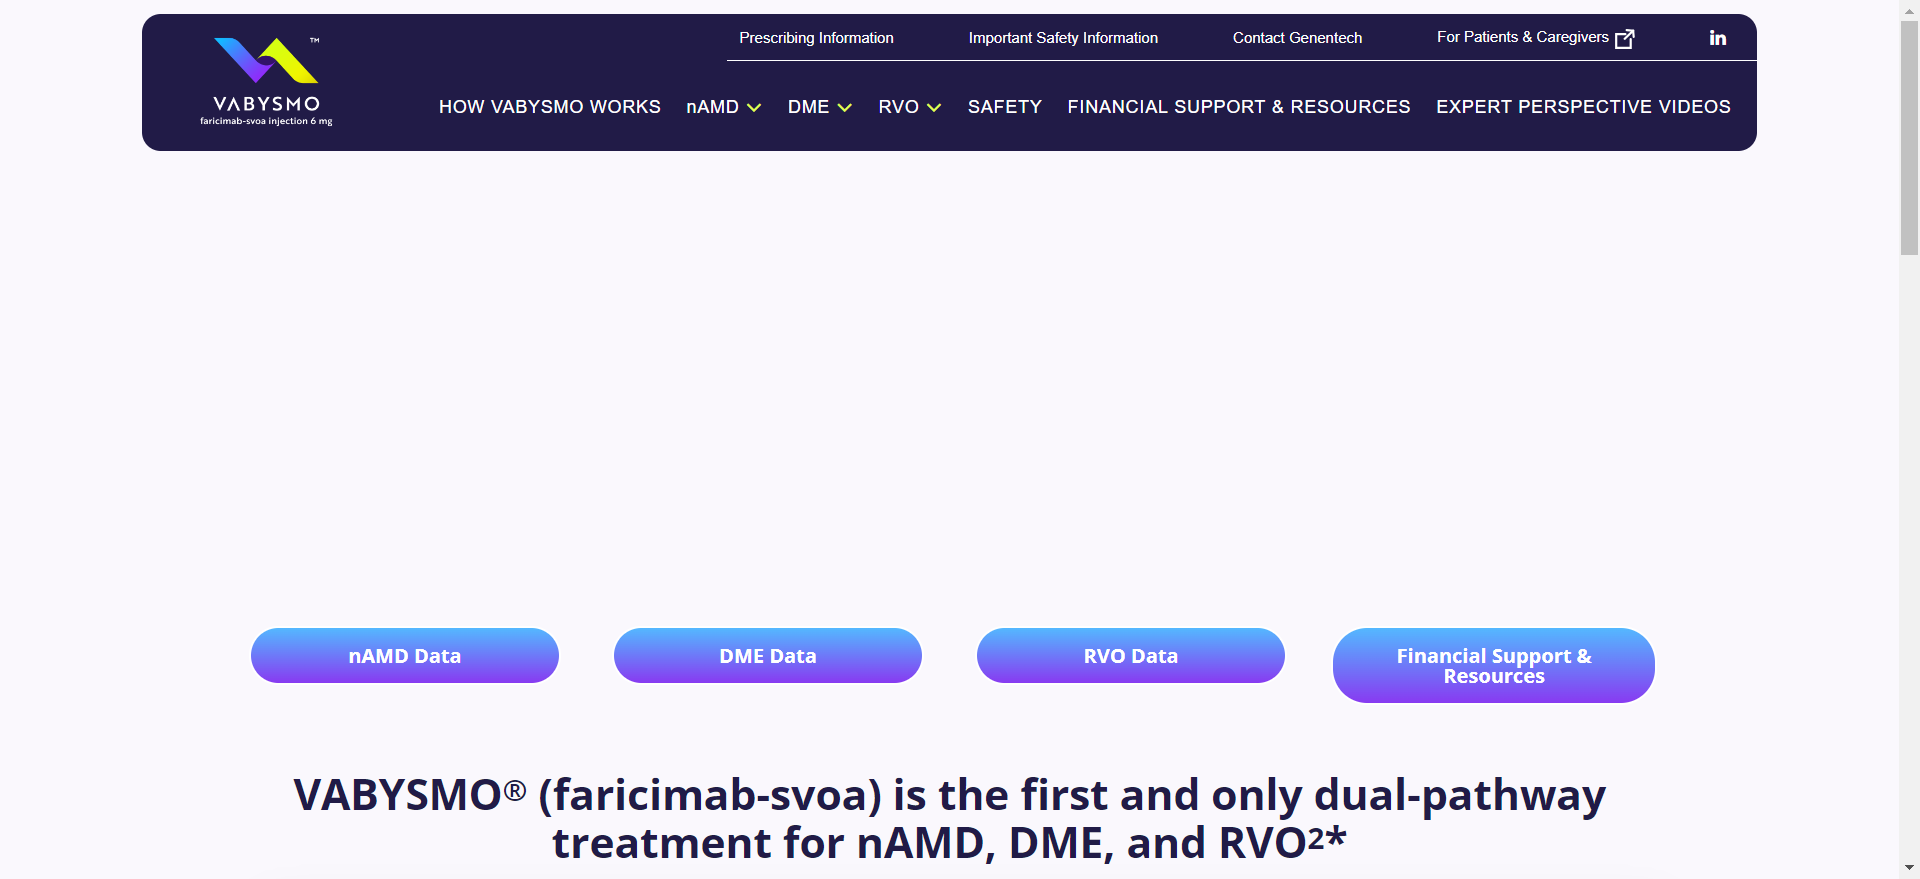 Prescribing Information
Important Safety Information
Contact Genentech
For Patients & Caregivers
in
TM
VABYSMO
faricimab-svoa injection 6 mg
HOW VABYSMO WORKS
nAMD
DME
RVO
SAFETY
FINANCIAL SUPPORT & RESOURCES
EXPERT PERSPECTIVE VIDEOS
nAMD Data
DME Data
RVO Data
Financial Support &
Resources
VABYSMO® (faricimab-svoa) is the first and only dual-pathway
treatment for nAMD, DME, and RVO²*